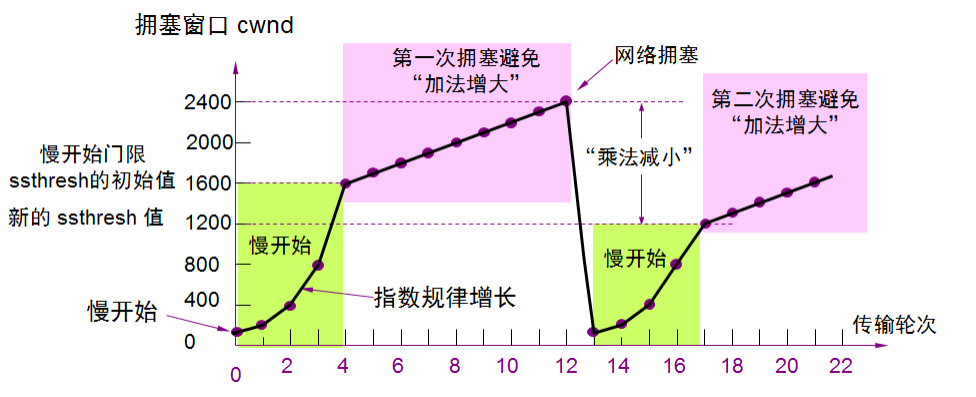 拥塞窗口 cwnd
第一次拥塞避免
“加法增大”
网络拥塞
第二次拥塞避免
“加法增大”
2400
2000
1600
1200
800
400
0
慢开始门限
ssthresh的初始值
新的 ssthresh 值
“乘法减小”
慢开始
慢开始
指数规律增长
慢开始
传输轮次
0
2
4
6
8
10
12
14
16
18
20
22